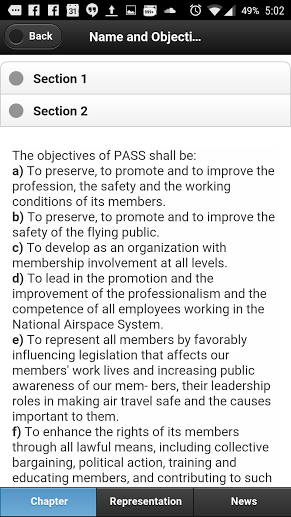 31
999+
49% 5:02
Back
Name and Objecti...
Section 1
Section 2
The objectives of PASS shall be:
a) To preserve, to promote and to improve the
profession, the safety and the working
conditions of its members.
b) To preserve, to promote and to improve the
safety of the flying public.
c) To develop as an organization with
membership involvement at all levels.
d) To lead in the promotion and the
improvement of the professionalism and the
competence of all employees working in the
National Airspace System.
e) To represent all members by favorably
influencing legislation that affects our
members' work lives and increasing public
awareness of our mem- bers, their leadership
roles in making air travel safe and the causes
important to them.
f) To enhance the rights of its members
through all lawful means, including collective
bargaining, political action, training and
educating members, and contributing to such
Chapter
Representation
News